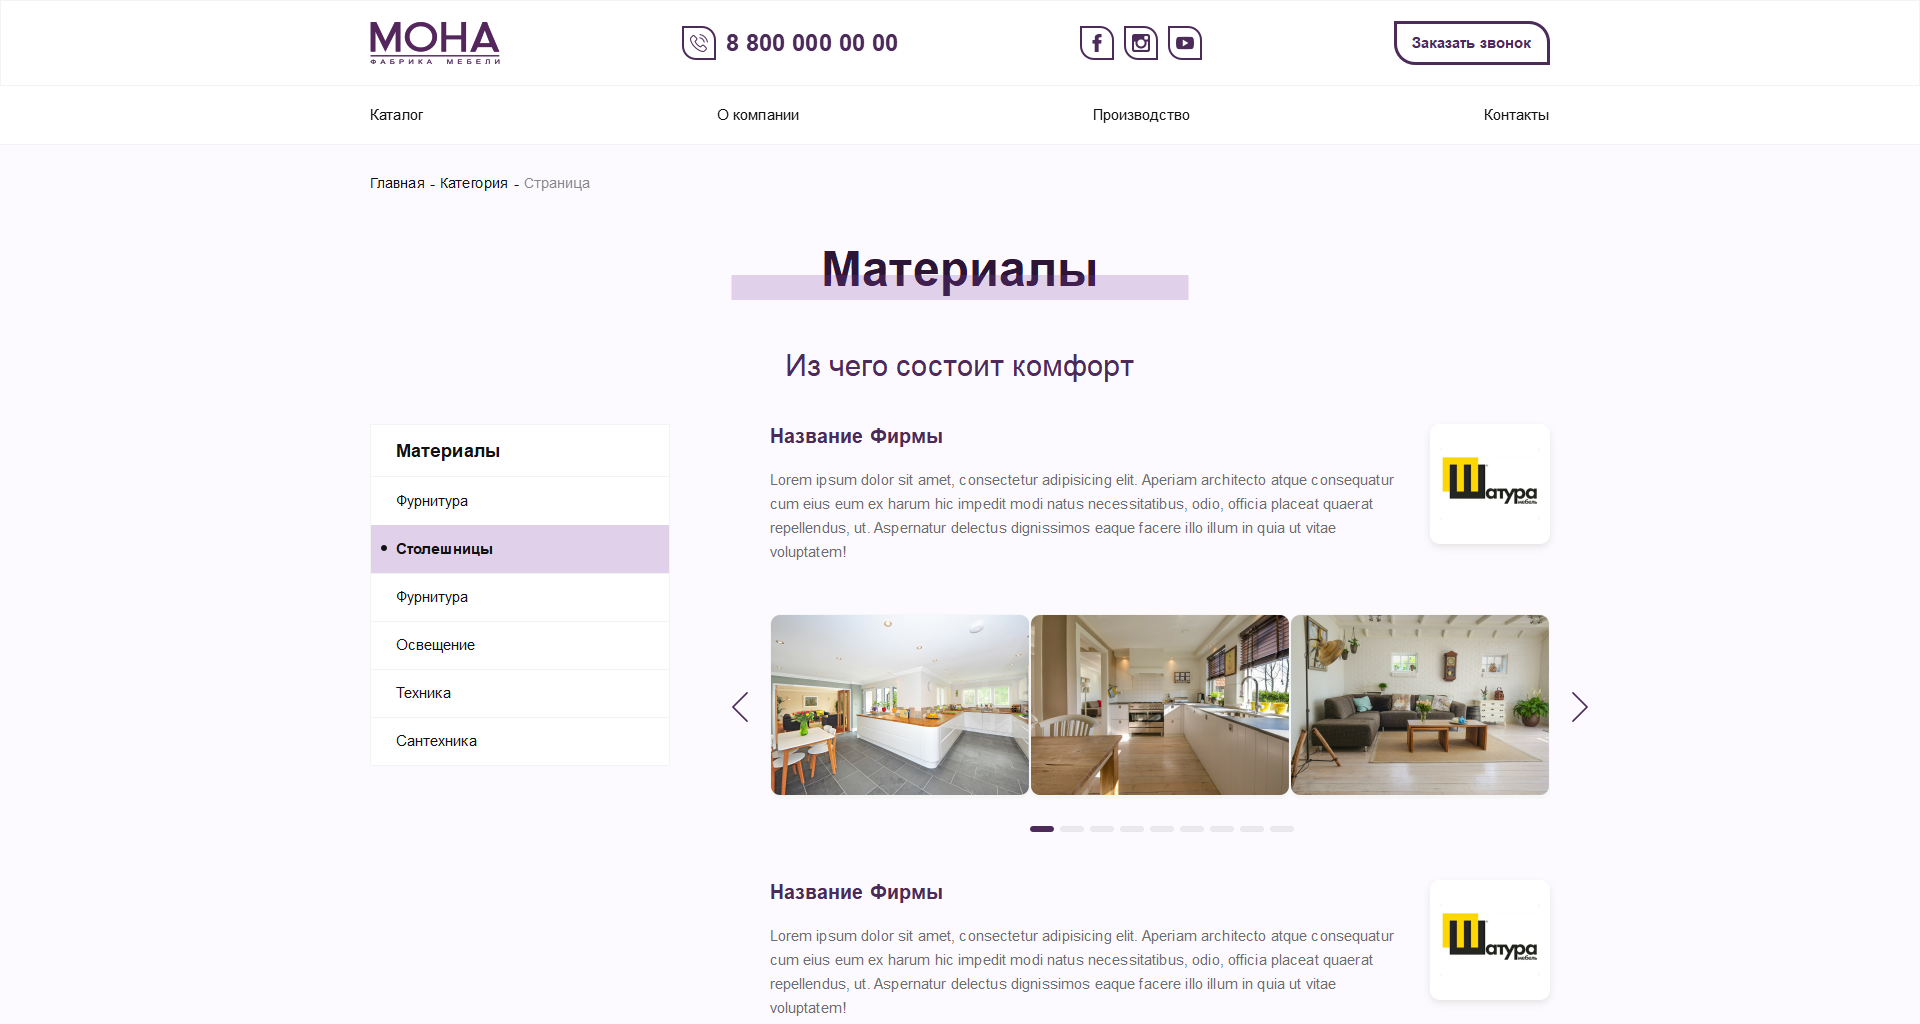 МОНА
ФАБРИКА МЕБЕЛИ
8 800 000 00 00
Заказать звонок
Каталог
О компании
Производство
Контакты
Главная - Категория - Страница
Материалы
Из чего состоит комфорт
Материалы
Фурнитура
Столешницы
Фурнитура
Освещение
Техника
Сантехника
Название Фирмы
Lorem ipsum dolor sit amet, consectetur adipisicing elit. Aperiam architecto atque consequatur
cum eius eum ex harum hic impedit modi natus necessitatibus, odio, officia placeat quaerat
repellendus, ut. Aspernatur delectus dignissimos eaque facere illo illum in quia ut vitae
voluptatem!
Шатура
мебель
Название Фирмы
Lorem ipsum dolor sit amet, consectetur adipisicing elit. Aperiam architecto atque consequatur
cum eius eum ex harum hic impedit modi natus necessitatibus, odio, officia placeat quaerat
repellendus, ut. Aspernatur delectus dignissimos eaque facere illo illum in quia ut vitae
voluptatem!
Шатура
мебель